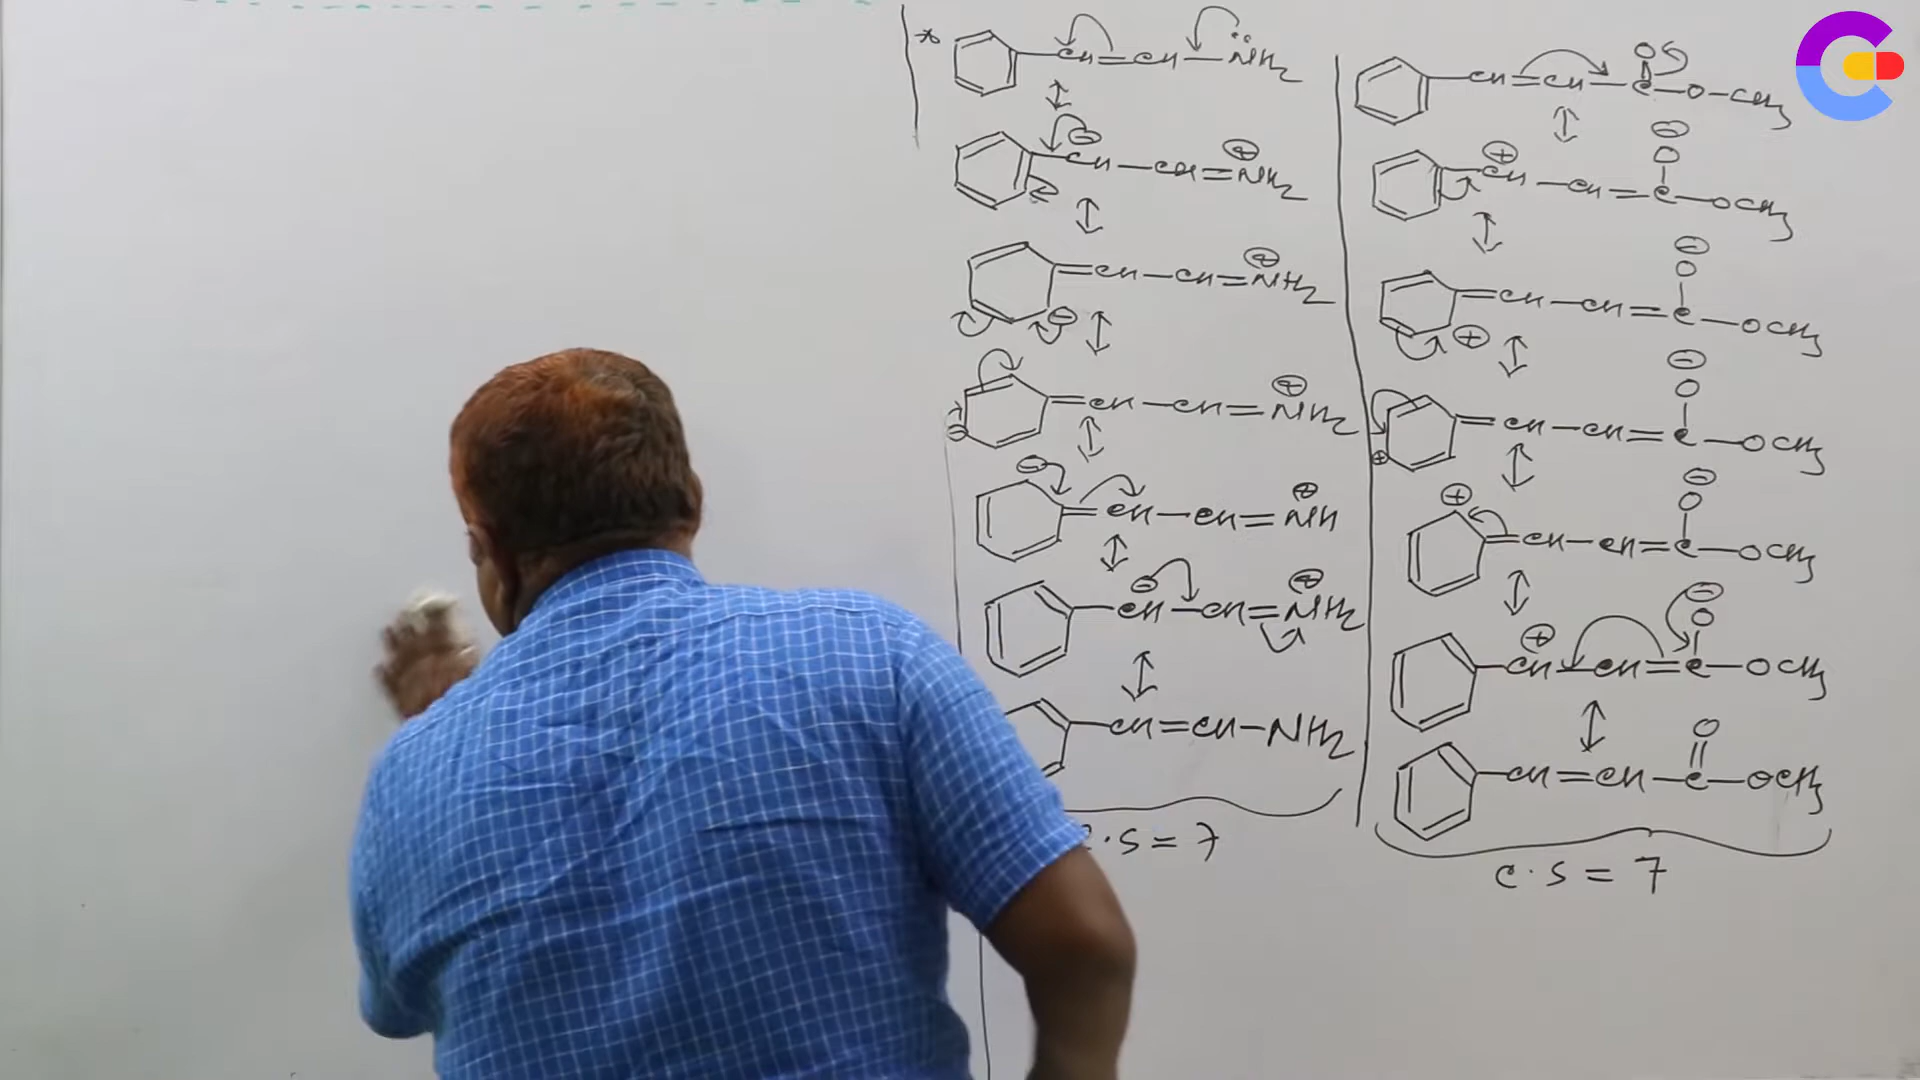 * CH=CH-N̈H₂
⊖ ⊕
CH-CH=NH₂
⊕
=CH-CH=NH₂
⊖
⊕
=CH-CH=NH₂
⊖
⊖ ⊕
=CH-CH=NH
⊖ ⊕
CH-CH=NH₂
CH=CH-NH₂
C.S = 7
O
CH=CH-C-O-CH₃
⊖
⊕ O
CH-CH=C-OCH₃
⊖
O
=CH-CH=C-OCH₃
⊕
⊖
O
=CH-CH=C-OCH₃
⊕
⊖
⊕ O
=CH-CH=C-OCH₃
⊖
⊕ O
CH-CH=C-OCH₃
O
CH=CH-C-OCH₃
C.S = 7